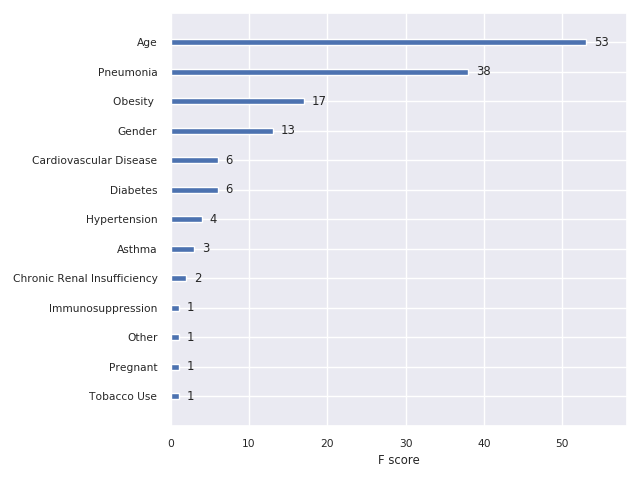 Age 53
Pneumonia 38
Obesity 17
Gender 13
Cardiovascular Disease 6
Diabetes 6
Hypertension 4
Asthma 3
Chronic Renal Insufficiency 2
Immunosuppression 1
Other 1
Pregnant 1
Tobacco Use 1
0 10 20 30 40 50
F score